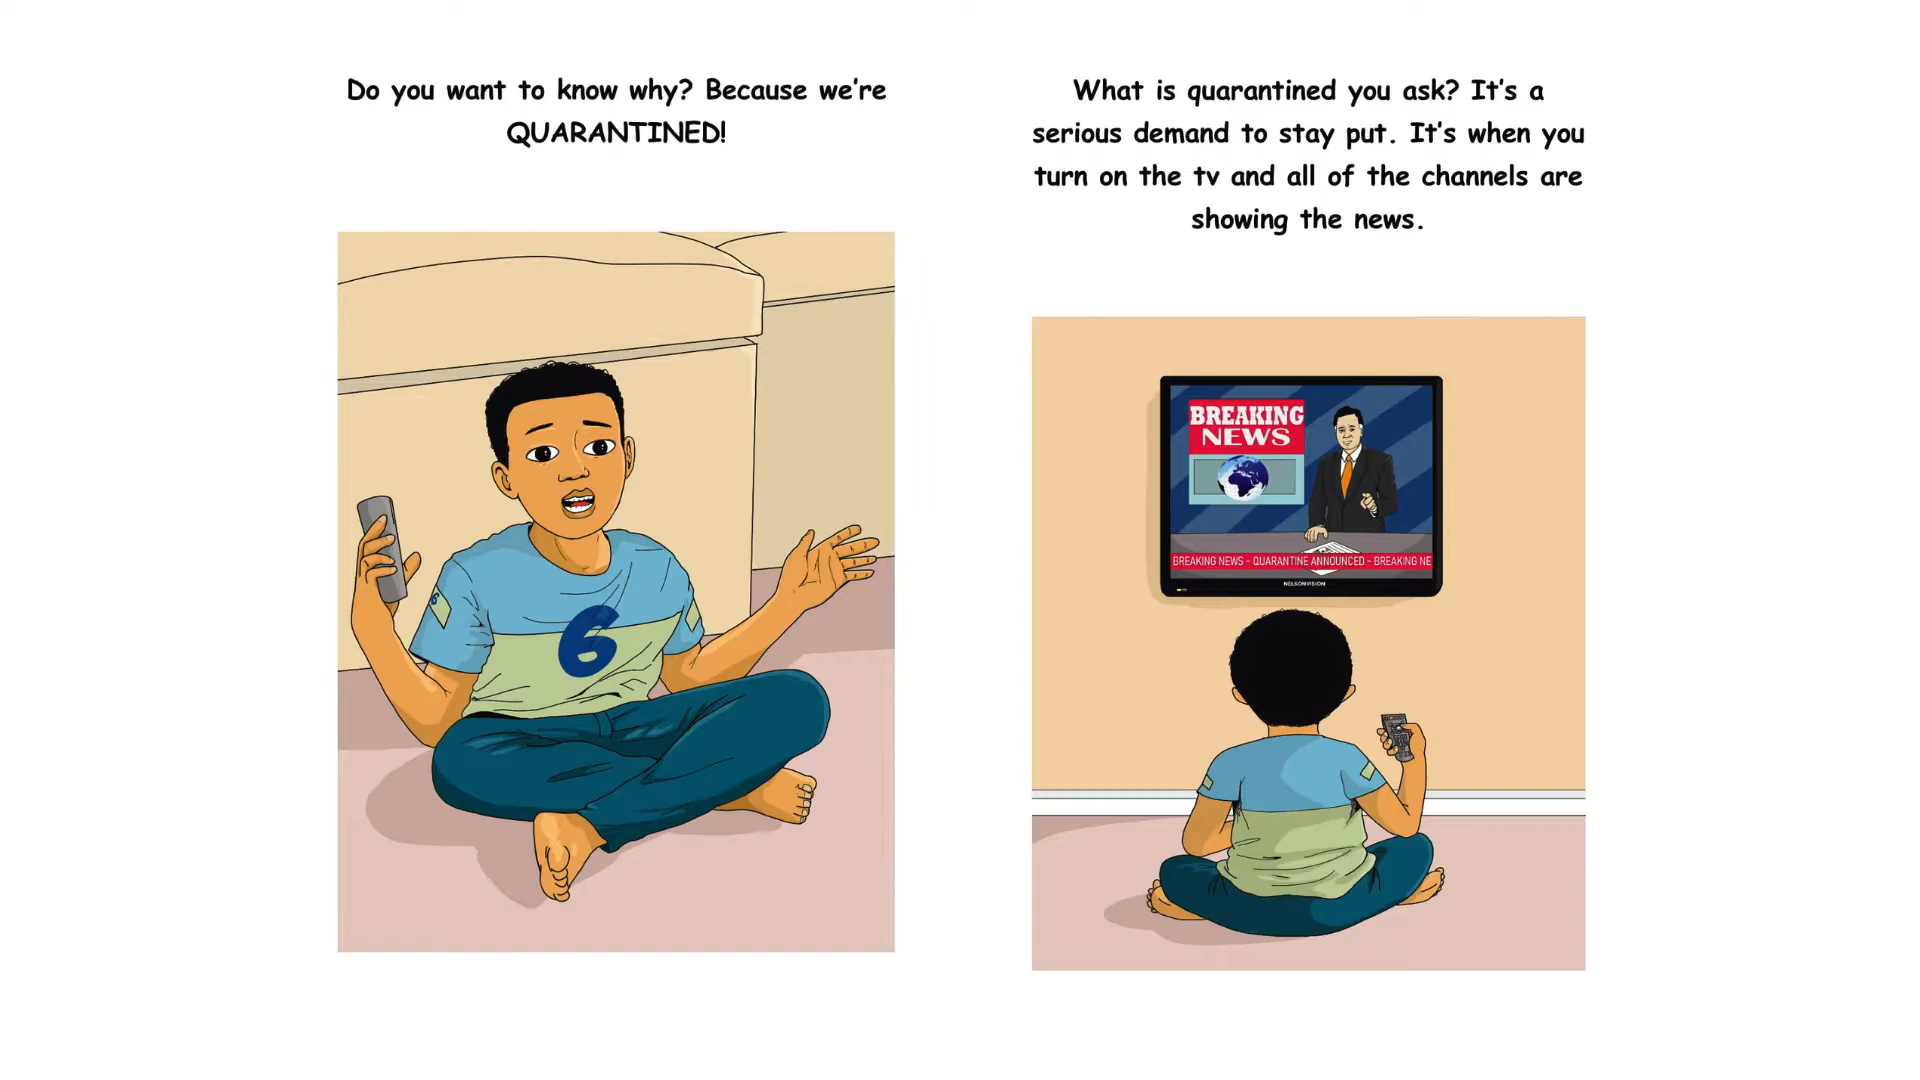 Do you want to know why? Because we're
QUARANTINED!
6
6
What is quarantined you ask? It's a
serious demand to stay put. It's when you
turn on the tv and all of the channels are
showing the news.
BREAKING
NEWS
BREAKING NEWS - QUARANTINE ANNOUNCED - BREAKING NE
NELSONVISION